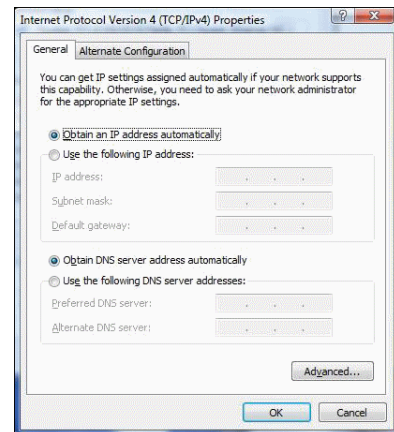 Internet Protocol Version 4 (TCP/IPv4) Properties
General Alternate Configuration
You can get IP settings assigned automatically if your network supports
this capability. Otherwise, you need to ask your network administrator
for the appropriate IP settings.
Obtain an IP address automatically
Use the following IP address:
IP address:
Subnet mask:
Default gateway:
Obtain DNS server address automatically
Use the following DNS server addresses:
Preferred DNS server:
Alternate DNS server:
Advanced...
OK Cancel